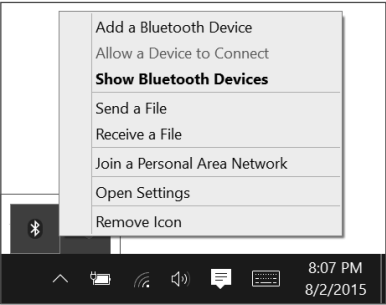 Add a Bluetooth Device
Allow a Device to Connect
Show Bluetooth Devices
Send a File
Receive a File
Join a Personal Area Network
Open Settings
Remove Icon
8:07 PM
8/2/2015